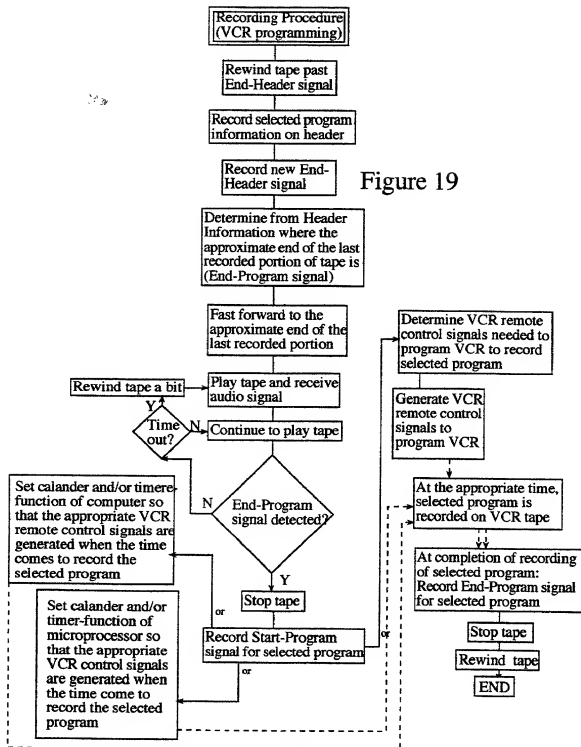 Recording Procedure
(VCR programming)
Rewind tape past
End-Header signal
Record selected program
information on header
Record new End-
Header signal
Figure 19
Determine from Header
Information where the
approximate end of the last
recorded portion of tape is
(End-Program signal)
Fast forward to the
approximate end of the
last recorded portion
Rewind tape a bit
Play tape and receive
audio signal
Y
Time
out?
N
Continue to play tape
N
End-Program
signal detected?
Y
Stop tape
Record Start-Program
signal for selected program
or
Set calander and/or timere-
function of computer so
that the appropriate VCR
remote control signals are
generated when the time
comes to record the
selected program
or
Set calander and/or
timer-function of
microprocessor so
that the appropriate
VCR control signals
are generated when
the time come to
record the selected
program
or
Determine VCR remote
control signals needed to
program VCR to record
selected program
Generate VCR
remote control
signals to
program VCR
At the appropriate time,
selected program is
recorded on VCR tape
At completion of recording
of selected program:
Record End-Program signal
for selected program
Stop tape
Rewind tape
END